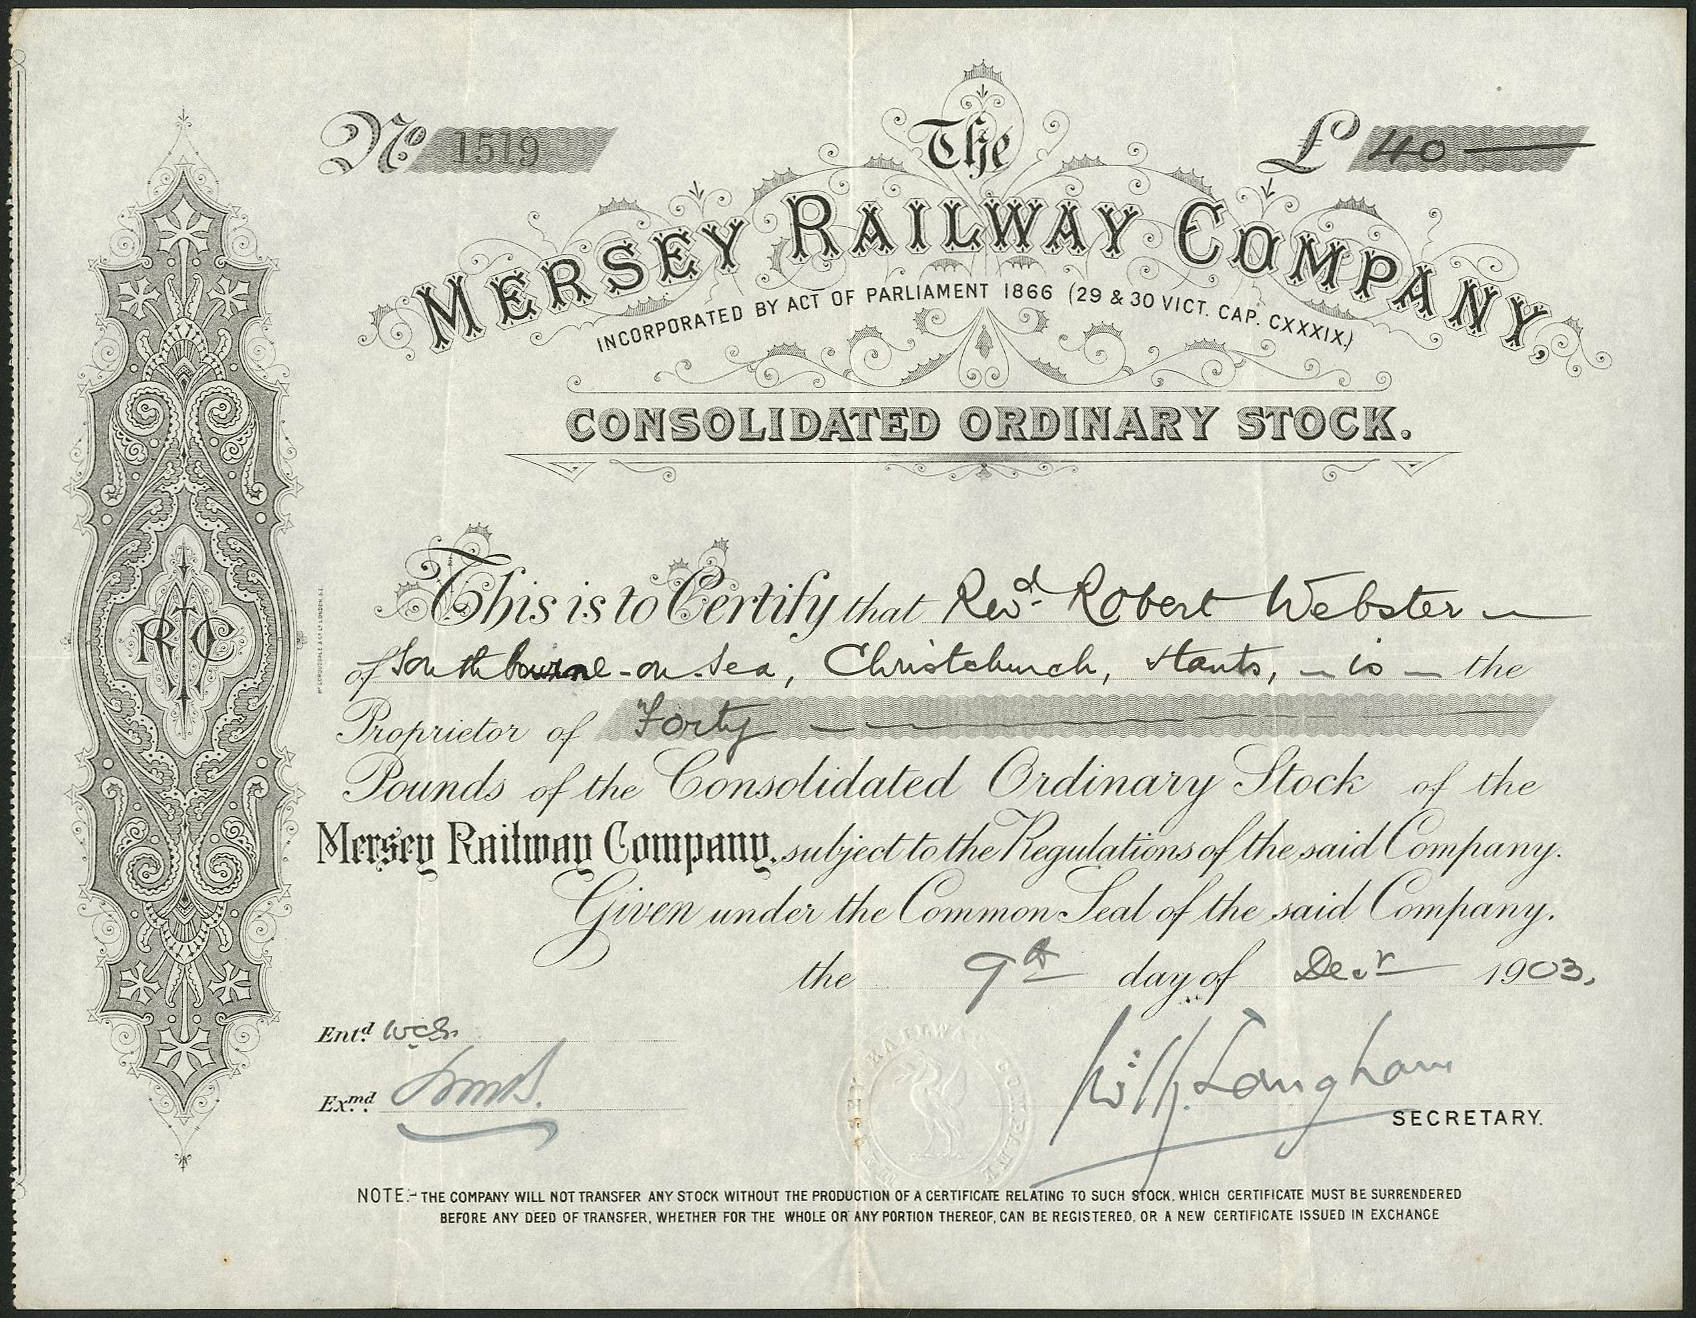 Nº 1519
£ 40
The
MERSEY RAILWAY COMPANY,
INCORPORATED BY ACT OF PARLIAMENT 1866 (29 & 30 VICT. CAP. CXXXIX.)
CONSOLIDATED ORDINARY STOCK.
This is to Certify that Revd. Robert Webster
of Southbourne-on-Sea, Christchurch, Hants, - is - the
Proprietor of Forty
Pounds of the Consolidated Ordinary Stock of the
Mersey Railway Company, subject to the Regulations of the said Company.
Given under the Common Seal of the said Company.
the 9th day of Decr 1903.
Entd.
Exmd.
Longham
SECRETARY.
MERSEY RAILWAY COMPANY
NOTE:- THE COMPANY WILL NOT TRANSFER ANY STOCK WITHOUT THE PRODUCTION OF A CERTIFICATE RELATING TO SUCH STOCK, WHICH CERTIFICATE MUST BE SURRENDERED
BEFORE ANY DEED OF TRANSFER, WHETHER FOR THE WHOLE OR ANY PORTION THEREOF, CAN BE REGISTERED, OR A NEW CERTIFICATE ISSUED IN EXCHANGE